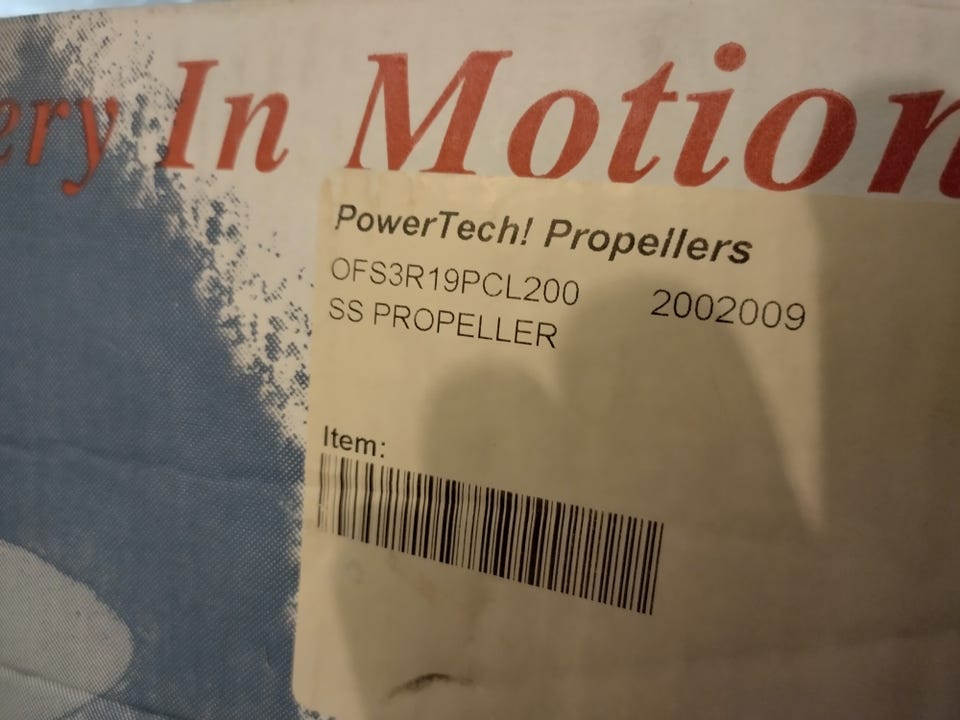 ery In Motion
PowerTech! Propellers
OFS3R19PCL200 2002009
SS PROPELLER
Item: